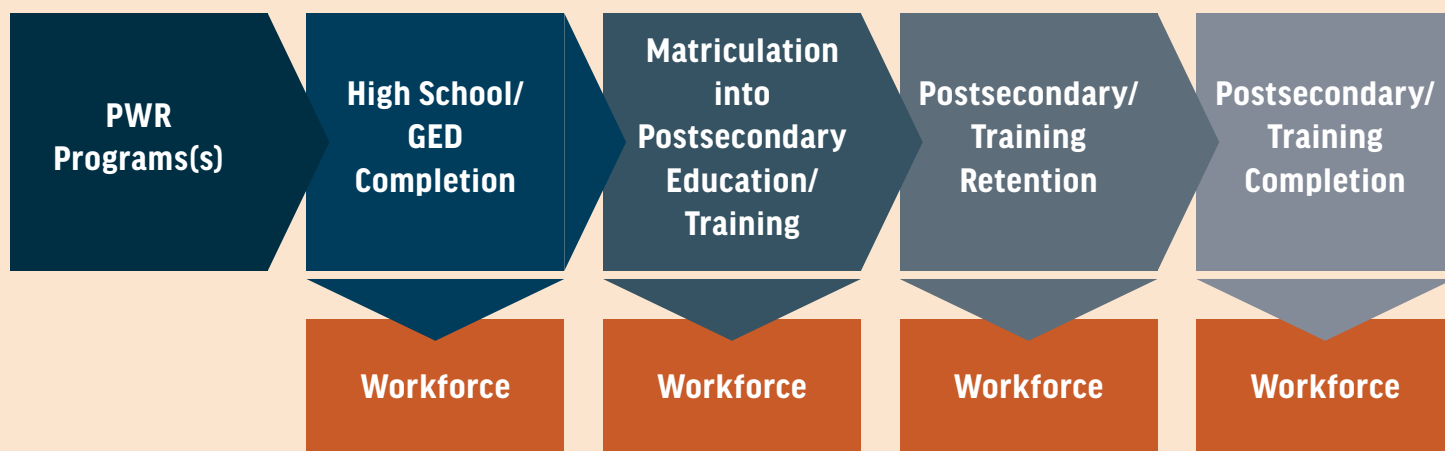 PWR
Programs(s)
High School/
GED
Completion
Matriculation
into
Postsecondary
Education/
Training
Postsecondary/
Training
Retention
Postsecondary/
Training
Completion
Workforce
Workforce
Workforce
Workforce